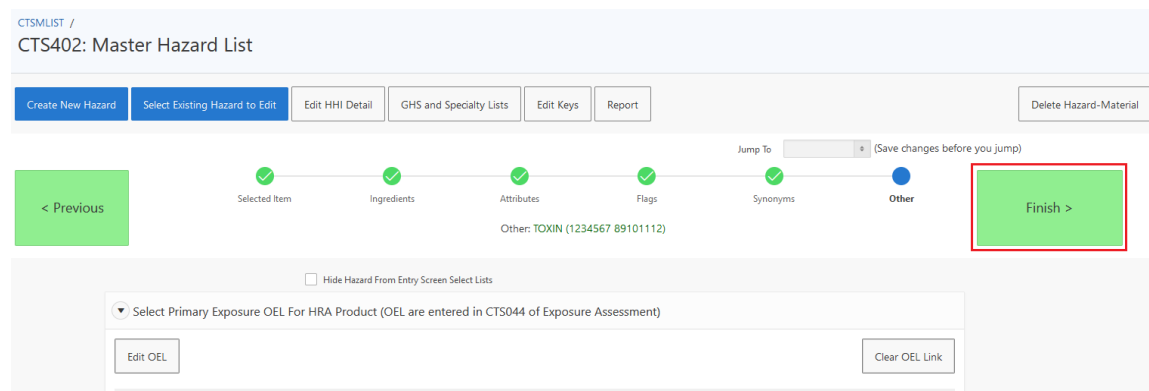 CTSMLIST /
CTS402: Master Hazard List
Create New Hazard
Select Existing Hazard to Edit
Edit HHI Detail
GHS and Specialty Lists
Edit Keys
Report
Delete Hazard-Material
Jump To
(Save changes before you jump)
< Previous
Selected Item
Ingredients
Attributes
Flags
Synonyms
Other
Finish >
Other: TOXIN (1234567 89101112)
Hide Hazard From Entry Screen Select Lists
Select Primary Exposure OEL For HRA Product (OEL are entered in CTS044 of Exposure Assessment)
Edit OEL
Clear OEL Link